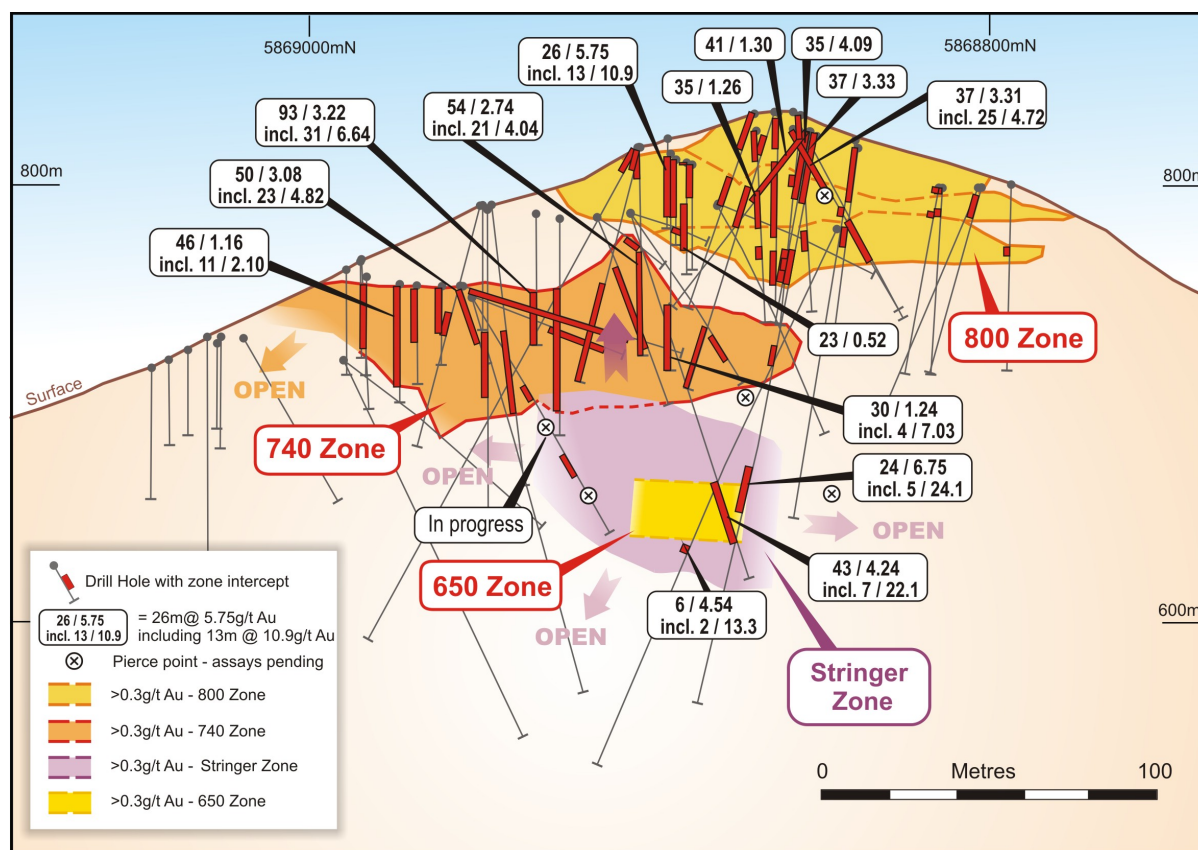 5869000mN
5868800mN
26 / 5.75
incl. 13 / 10.9
41 / 1.30
35 / 4.09
35 / 1.26
37 / 3.33
37 / 3.31
incl. 25 / 4.72
93 / 3.22
incl. 31 / 6.64
54 / 2.74
incl. 21 / 4.04
50 / 3.08
incl. 23 / 4.82
46 / 1.16
incl. 11 / 2.10
800m
800m
Surface
OPEN
740 Zone
800 Zone
23 / 0.52
30 / 1.24
incl. 4 / 7.03
OPEN
24 / 6.75
incl. 5 / 24.1
OPEN
In progress
650 Zone
43 / 4.24
incl. 7 / 22.1
6 / 4.54
incl. 2 / 13.3
OPEN
600m
Stringer
Zone
Drill Hole with zone intercept
26 / 5.75
incl. 13 / 10.9
= 26m@ 5.75g/t Au
including 13m @ 10.9g/t Au
Pierce point - assays pending
>0.3g/t Au - 800 Zone
>0.3g/t Au - 740 Zone
>0.3g/t Au - Stringer Zone
>0.3g/t Au - 650 Zone
0
Metres
100